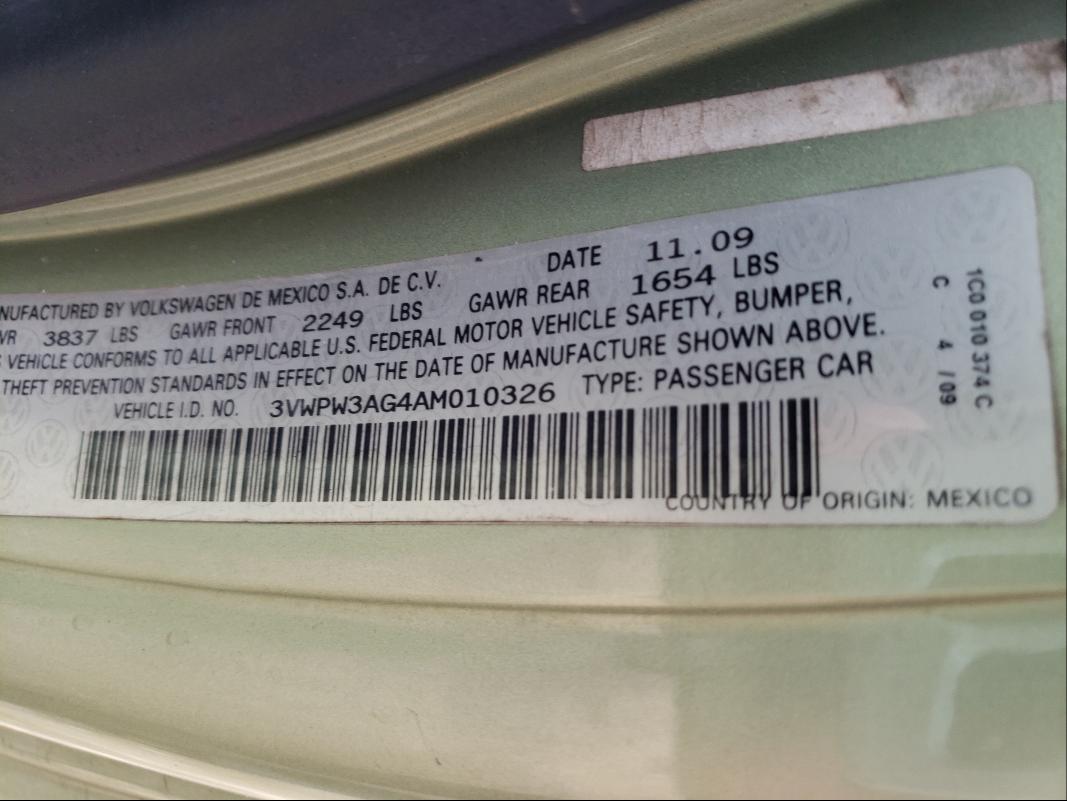 NUFACTURED BY VOLKSWAGEN DE MEXICO S.A. DE C.V. DATE 11.09
VR 3837 LBS GAWR FRONT 2249 LBS GAWR REAR 1654 LBS
VEHICLE CONFORMS TO ALL APPLICABLE U.S. FEDERAL MOTOR VEHICLE SAFETY, BUMPER,
THEFT PREVENTION STANDARDS IN EFFECT ON THE DATE OF MANUFACTURE SHOWN ABOVE.
VEHICLE I.D. NO. 3VWPW3AG4AM010326 TYPE: PASSENGER CAR
COUNTRY OF ORIGIN: MEXICO
1C0 010 374 C
C 4 / 09